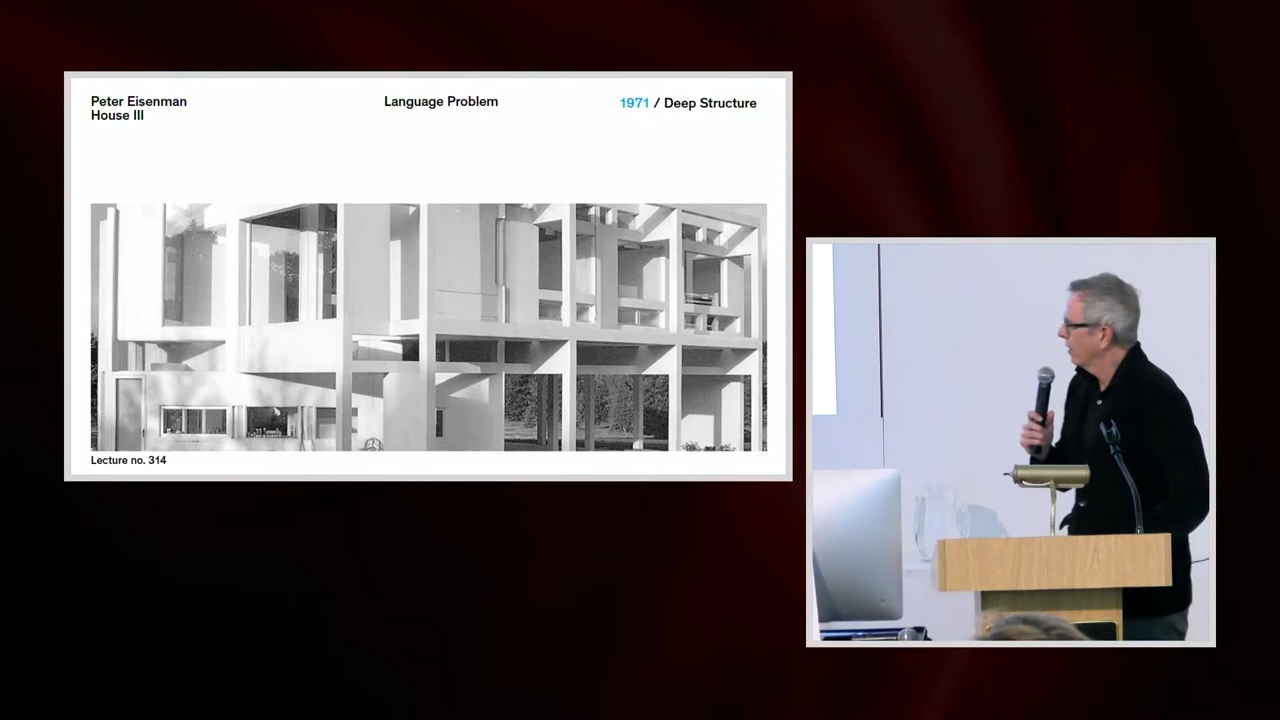 Peter Eisenman
House III
Language Problem
1971 / Deep Structure
Lecture no. 314